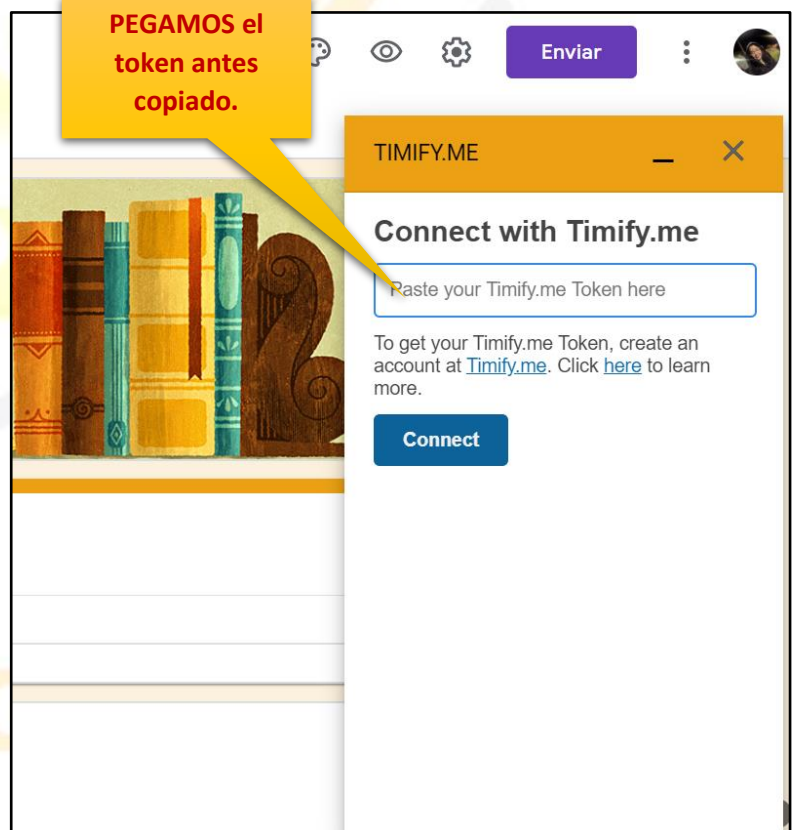 PEGAMOS el
token antes
copiado.
Enviar
TIMIFY.ME
Connect with Timify.me
Paste your Timify.me Token here
To get your Timify.me Token, create an
account at Timify.me. Click here to learn
more.
Connect